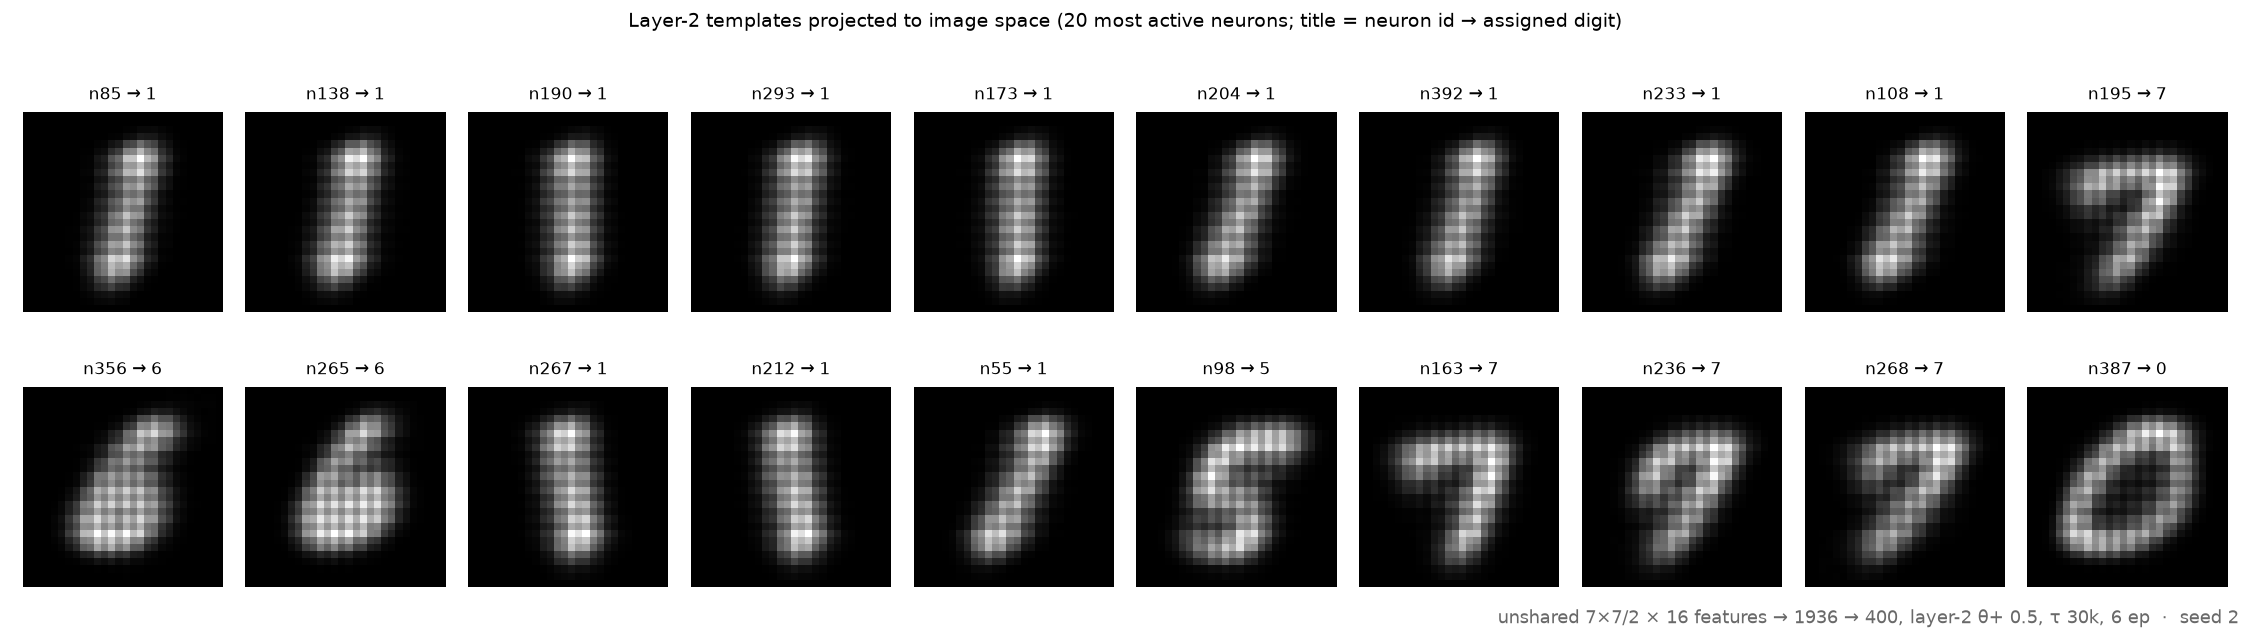 Layer-2 templates projected to image space (20 most active neurons; title = neuron id → assigned digit)
n85 → 1 n138 → 1 n190 → 1 n293 → 1 n173 → 1 n204 → 1 n392 → 1 n233 → 1 n108 → 1 n195 → 7
n356 → 6 n265 → 6 n267 → 1 n212 → 1 n55 → 1 n98 → 5 n163 → 7 n236 → 7 n268 → 7 n387 → 0
unshared 7×7/2 × 16 features → 1936 → 400, layer-2 θ+ 0.5, τ 30k, 6 ep · seed 2